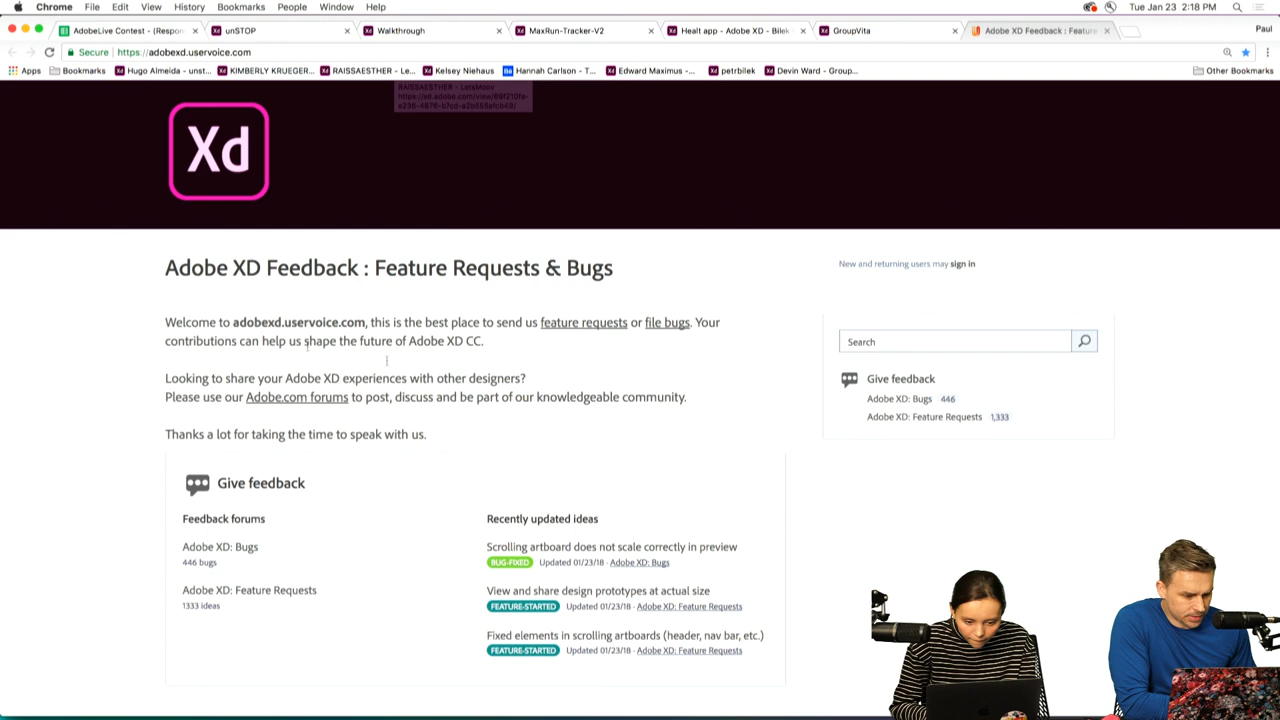 Chrome File Edit View History Bookmarks People Window Help Tue Jan 23 2:18 PM
AdobeLive Contest - (Respon unSTOP Walkthrough MaxRun-Tracker-V2 Healt app - Adobe XD - Bilek GroupVita Adobe XD Feedback : Feature Paul
Secure https://adobexd.uservoice.com
Apps Bookmarks Hugo Almeida - unst... KIMBERLY KRUEGER... RAISSAESTHER - Le... Kelsey Niehaus Hannah Carlson - T... Edward Maximus -... petrbilek Devin Ward - Group... Other Bookmarks
RAISSAESTHER - LetsMoov
Xd
Adobe XD Feedback : Feature Requests & Bugs
New and returning users may sign in
Welcome to adobexd.uservoice.com, this is the best place to send us feature requests or file bugs. Your
contributions can help us shape the future of Adobe XD CC.
Search
Looking to share your Adobe XD experiences with other designers?
Please use our Adobe.com forums to post, discuss and be part of our knowledgeable community.
Give feedback
Adobe XD: Bugs 446
Adobe XD: Feature Requests 1,333
Thanks a lot for taking the time to speak with us.
Give feedback
Feedback forums
Adobe XD: Bugs
446 bugs
Adobe XD: Feature Requests
1333 ideas
Recently updated ideas
Scrolling artboard does not scale correctly in preview
BUG-FIXED Updated 01/23/18 · Adobe XD: Bugs
View and share design prototypes at actual size
FEATURE-STARTED Updated 01/23/18 · Adobe XD: Feature Requests
Fixed elements in scrolling artboards (header, nav bar, etc.)
FEATURE-STARTED Updated 01/23/18 · Adobe XD: Feature Requests